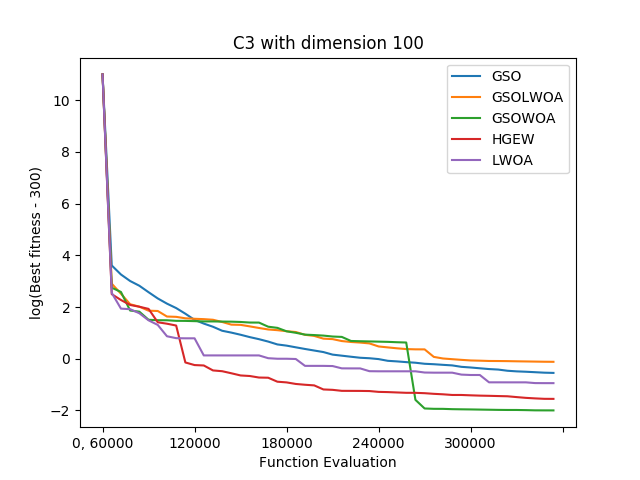 C3 with dimension 100
log(Best fitness - 300)
10
8
6
4
2
0
−2
GSO
GSOLWOA
GSOWOA
HGEW
LWOA
0, 60000 120000 180000 240000 300000
Function Evaluation